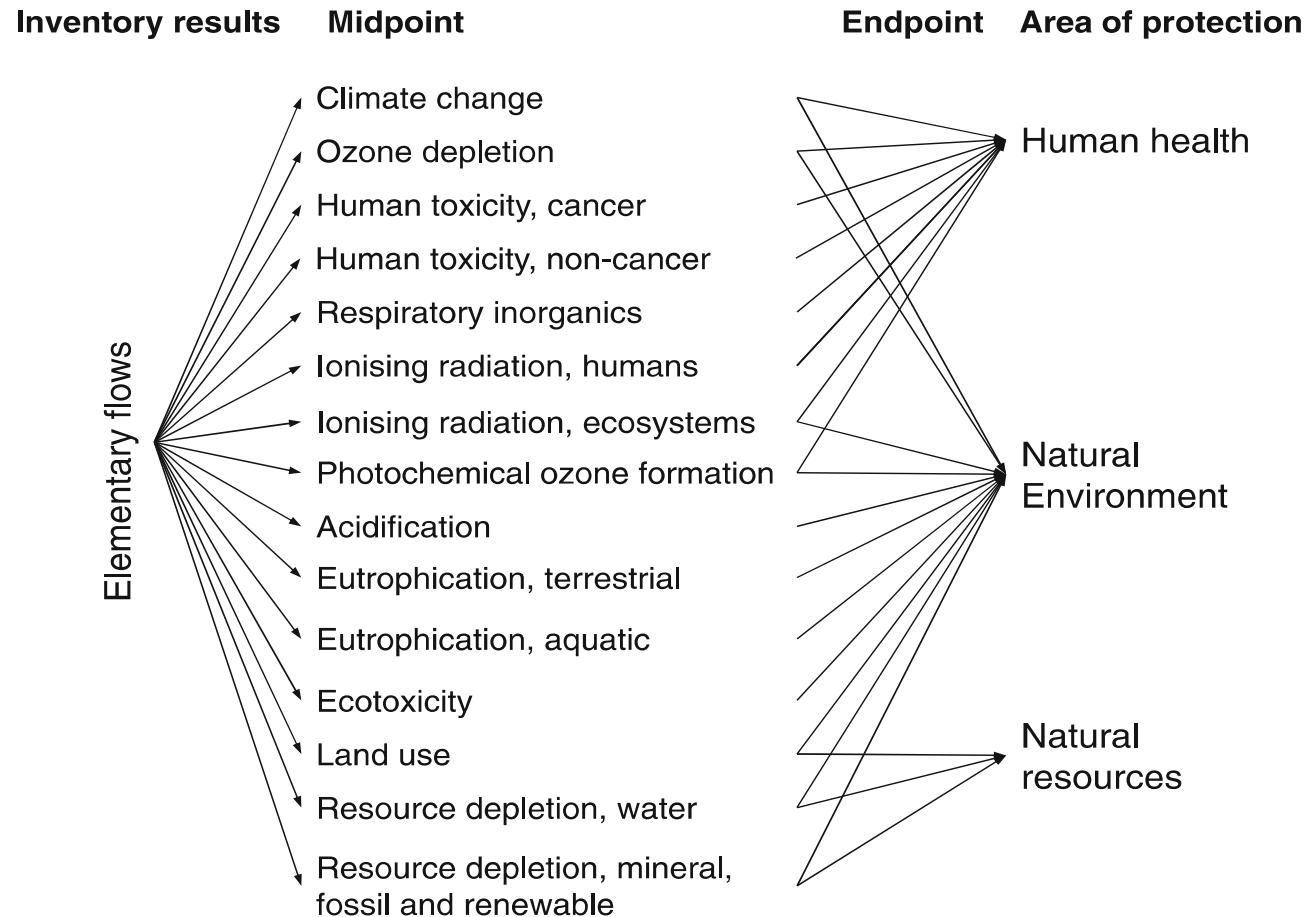 Inventory results Midpoint Endpoint Area of protection
Elementary flows
Climate change
Ozone depletion
Human toxicity, cancer
Human toxicity, non-cancer
Respiratory inorganics
Ionising radiation, humans
Ionising radiation, ecosystems
Photochemical ozone formation
Acidification
Eutrophication, terrestrial
Eutrophication, aquatic
Ecotoxicity
Land use
Resource depletion, water
Resource depletion, mineral,
fossil and renewable
Human health
Natural
Environment
Natural
resources